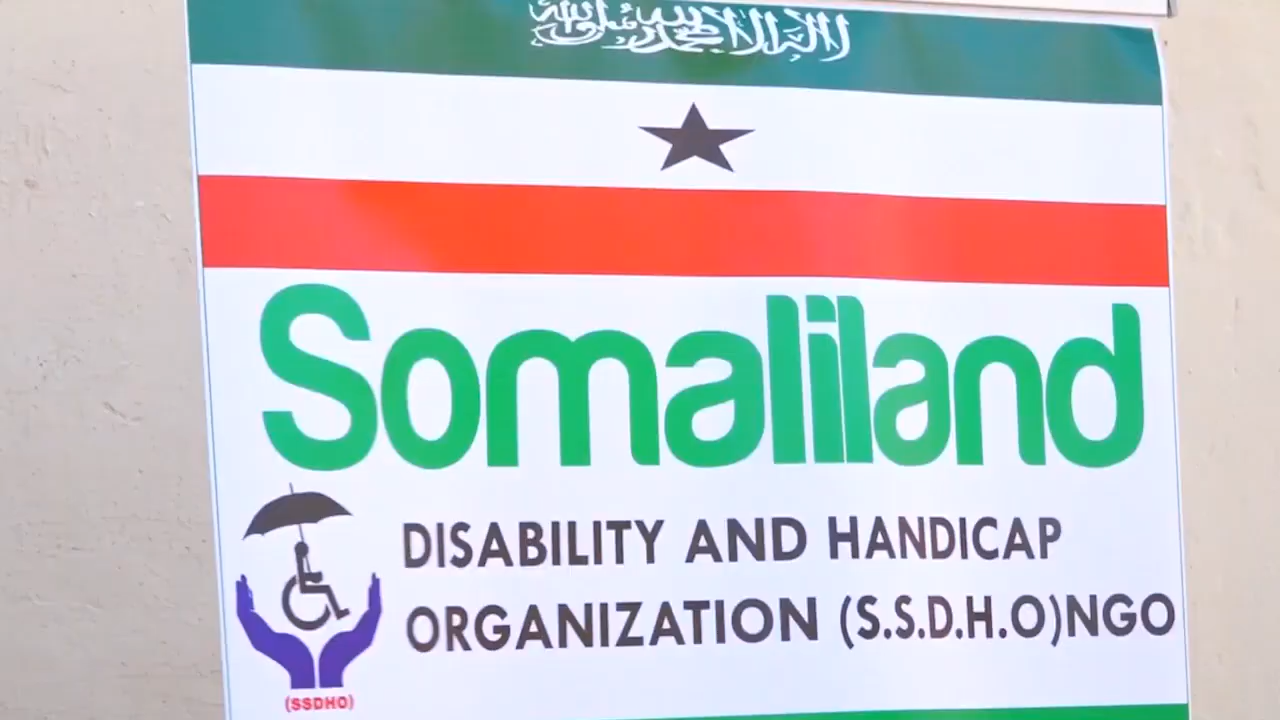 لا إله إلا الله محمد رسول الله
Somaliland
DISABILITY AND HANDICAP
ORGANIZATION (S.S.D.H.O)NGO
(SSDHO)